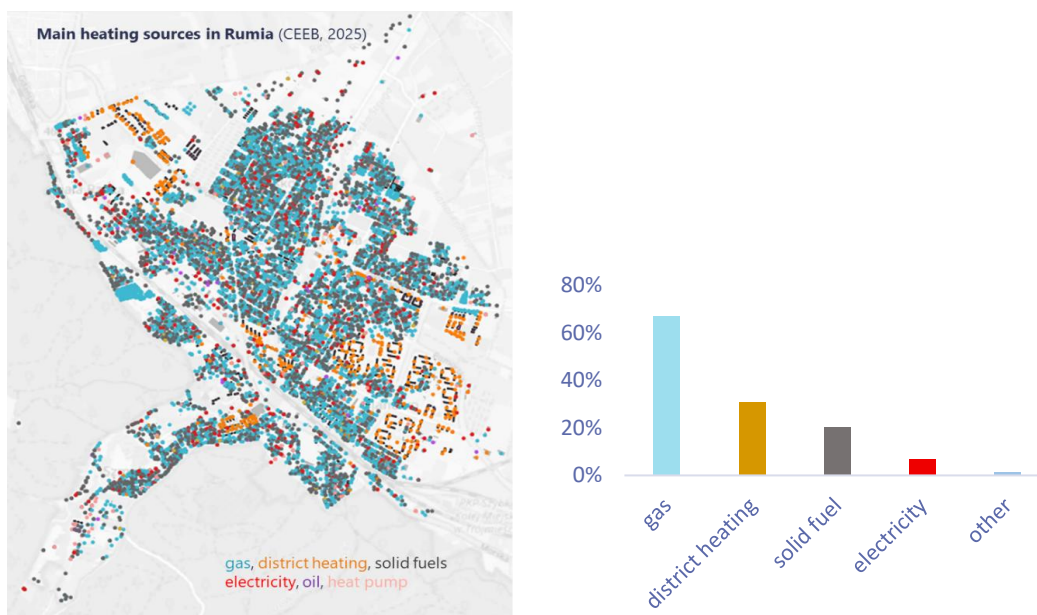 Main heating sources in Rumia (CEEB, 2025)
gas, district heating, solid fuels
electricity, oil, heat pump
80%
60%
40%
20%
0%
gas
district heating
solid fuel
electricity
other